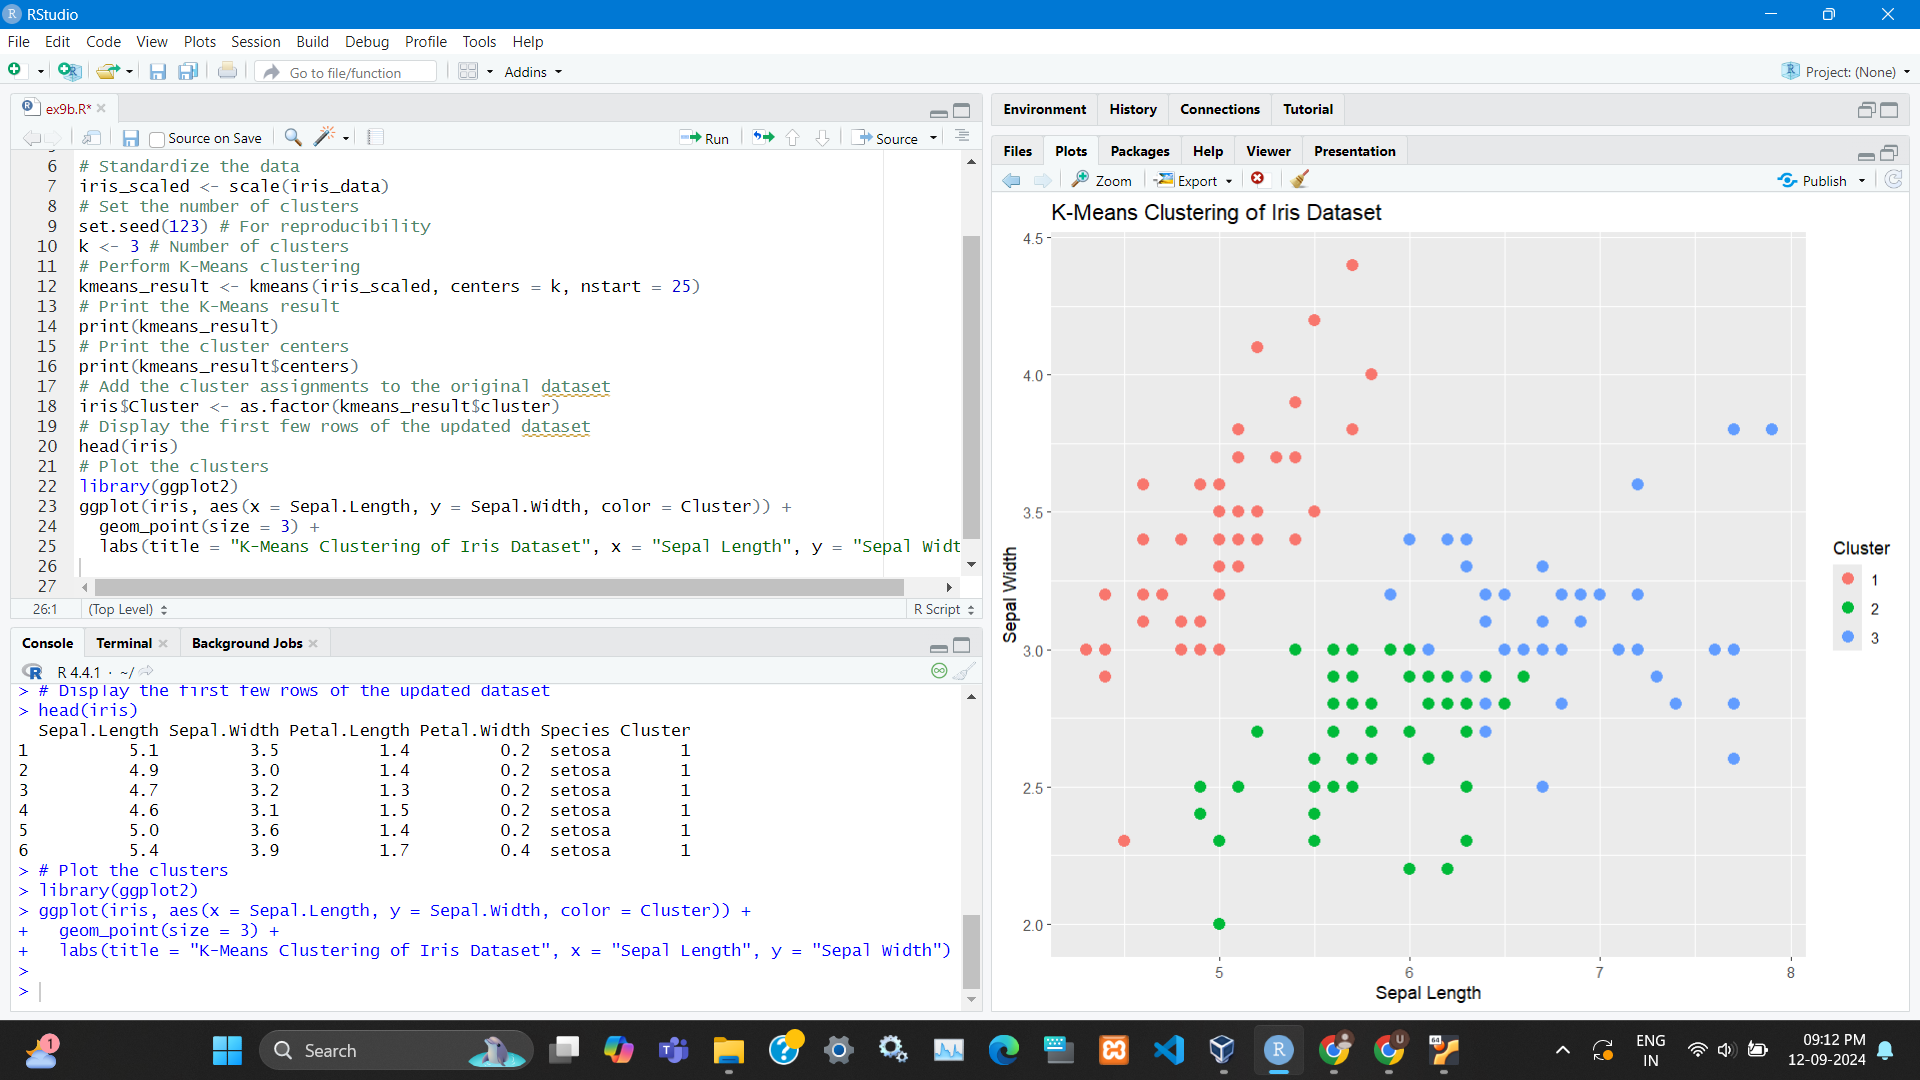 RStudio
File Edit Code View Plots Session Build Debug Profile Tools Help
Go to file/function Addins Project: (None)
ex9b.R*
Source on Save Run Source
6 # Standardize the data
7 iris_scaled <- scale(iris_data)
8 # Set the number of clusters
9 set.seed(123) # For reproducibility
10 k <- 3 # Number of clusters
11 # Perform K-Means clustering
12 kmeans_result <- kmeans(iris_scaled, centers = k, nstart = 25)
13 # Print the K-Means result
14 print(kmeans_result)
15 # Print the cluster centers
16 print(kmeans_result$centers)
17 # Add the cluster assignments to the original dataset
18 iris$Cluster <- as.factor(kmeans_result$cluster)
19 # Display the first few rows of the updated dataset
20 head(iris)
21 # Plot the clusters
22 library(ggplot2)
23 ggplot(iris, aes(x = Sepal.Length, y = Sepal.Width, color = Cluster)) +
24 geom_point(size = 3) +
25 labs(title = "K-Means Clustering of Iris Dataset", x = "Sepal Length", y = "Sepal Widt
26
27
26:1 (Top Level) R Script
Console Terminal Background Jobs
R 4.4.1 · ~/
> # Display the first few rows of the updated dataset
> head(iris)
Sepal.Length Sepal.Width Petal.Length Petal.Width Species Cluster
1 5.1 3.5 1.4 0.2 setosa 1
2 4.9 3.0 1.4 0.2 setosa 1
3 4.7 3.2 1.3 0.2 setosa 1
4 4.6 3.1 1.5 0.2 setosa 1
5 5.0 3.6 1.4 0.2 setosa 1
6 5.4 3.9 1.7 0.4 setosa 1
> # Plot the clusters
> library(ggplot2)
> ggplot(iris, aes(x = Sepal.Length, y = Sepal.Width, color = Cluster)) +
+ geom_point(size = 3) +
+ labs(title = "K-Means Clustering of Iris Dataset", x = "Sepal Length", y = "Sepal Width")
>
>
Environment History Connections Tutorial
Files Plots Packages Help Viewer Presentation
Zoom Export Publish
K-Means Clustering of Iris Dataset
4.5
4.0
3.5
3.0
2.5
2.0
Sepal Width
5 6 7 8
Sepal Length
Cluster
1
2
3
1
Search
64
U
ENG
IN
09:12 PM
12-09-2024